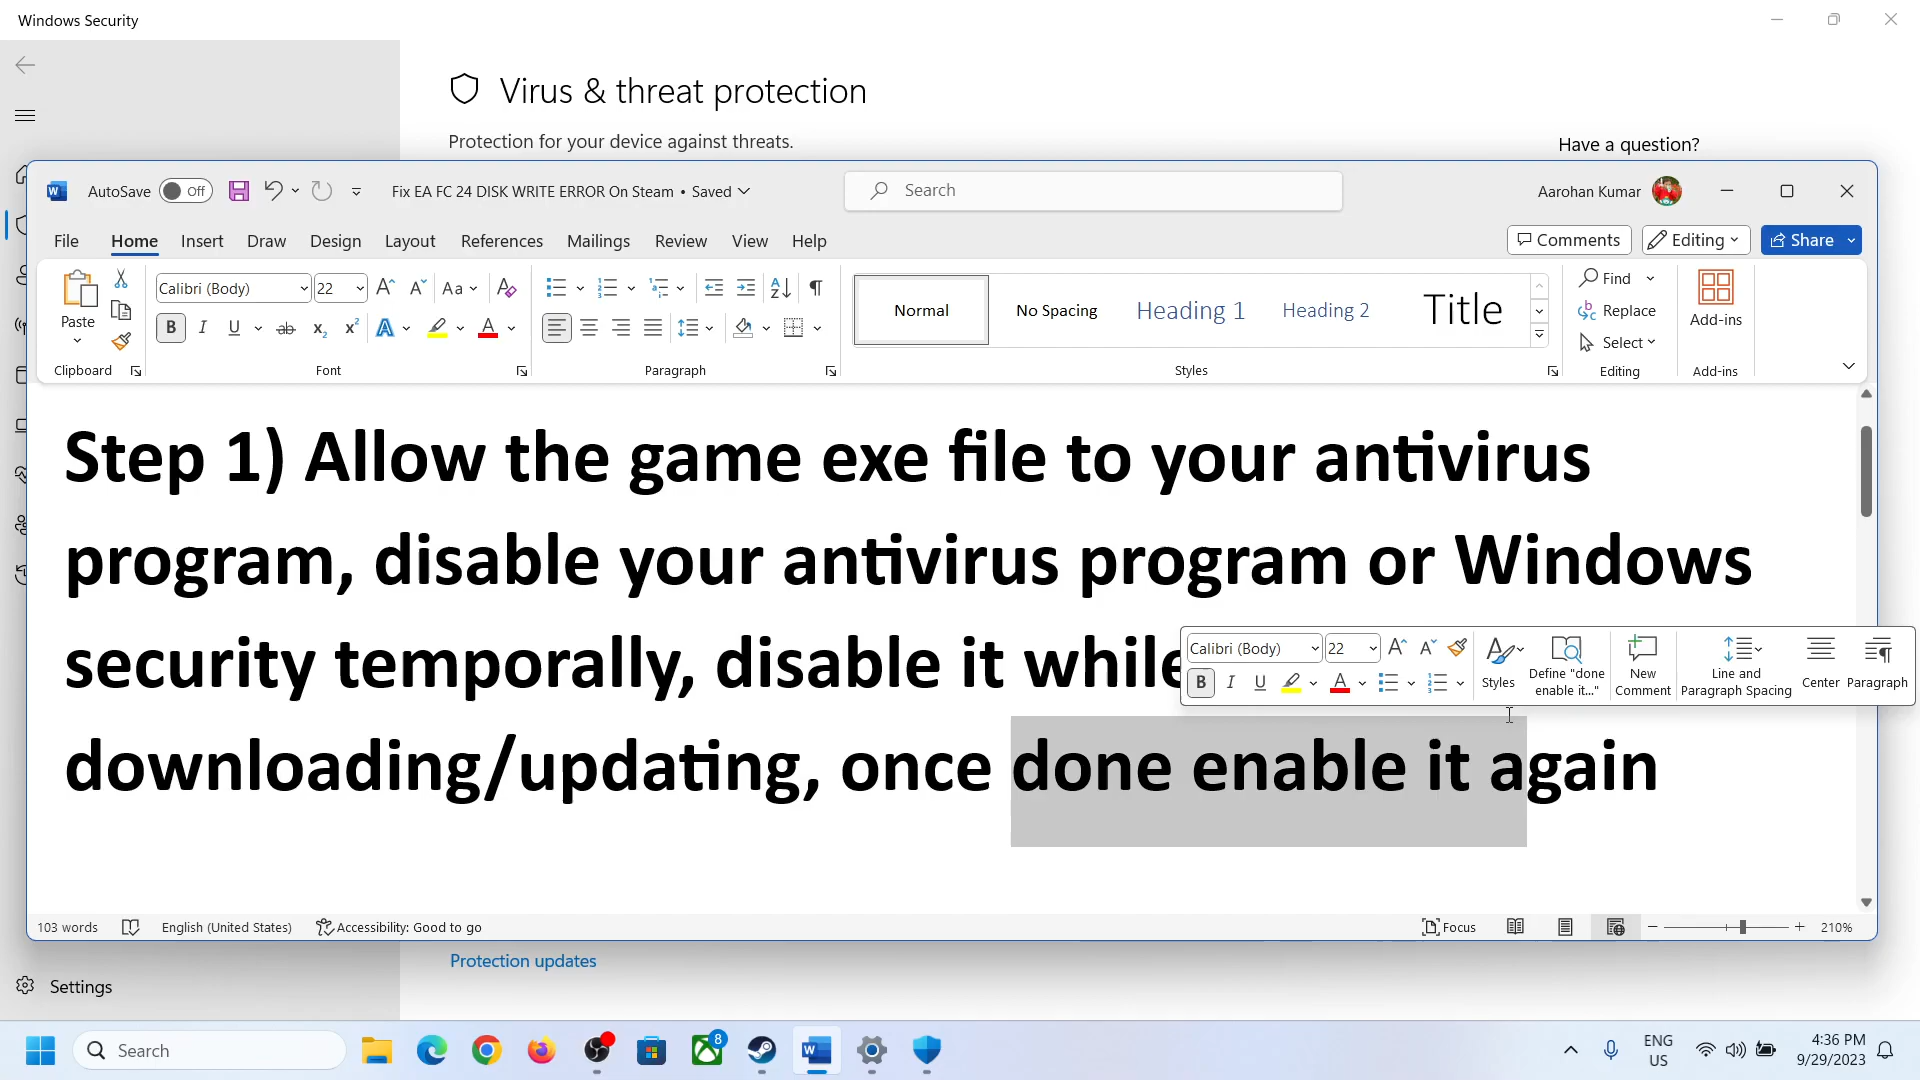 Windows Security
Virus & threat protection
Protection for your device against threats.
Have a question?
AutoSave Off
Fix EA FC 24 DISK WRITE ERROR On Steam • Saved
Search
Aarohan Kumar
File Home Insert Draw Design Layout References Mailings Review View Help
Comments Editing Share
Paste
Clipboard
Calibri (Body) 22
Aa
B I U ab x₂ x² A A
Font
Paragraph
Normal No Spacing Heading 1 Heading 2 Title
Styles
Find
Replace
Select
Editing
Add-ins
Add-ins
Step 1) Allow the game exe file to your antivirus
program, disable your antivirus program or Windows
security temporally, disable it while
downloading/updating, once done enable it again
Calibri (Body) 22
B I U A
Styles
Define "done
enable it..."
New
Comment
Line and
Paragraph Spacing
Center
Paragraph
103 words English (United States) Accessibility: Good to go
Focus
210%
Protection updates
Settings
Search
8
ENG
US
4:36 PM
9/29/2023